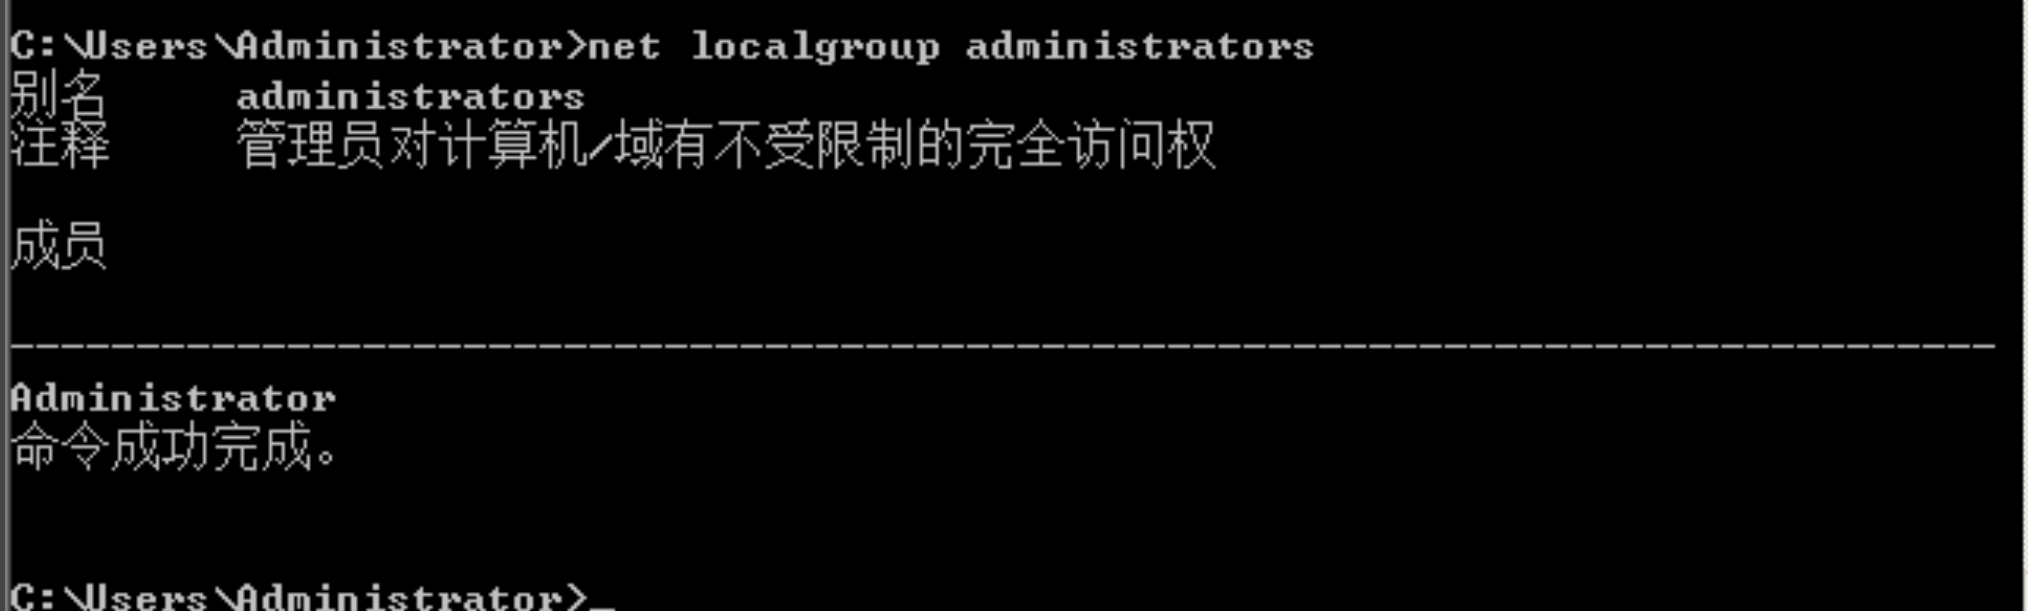 C:\Users\Administrator>net localgroup administrators
别名     administrators
注释     管理员对计算机/域有不受限制的完全访问权
成员
-------------------------------------------------------------------------------
Administrator
命令成功完成。
C:\Users\Administrator>_